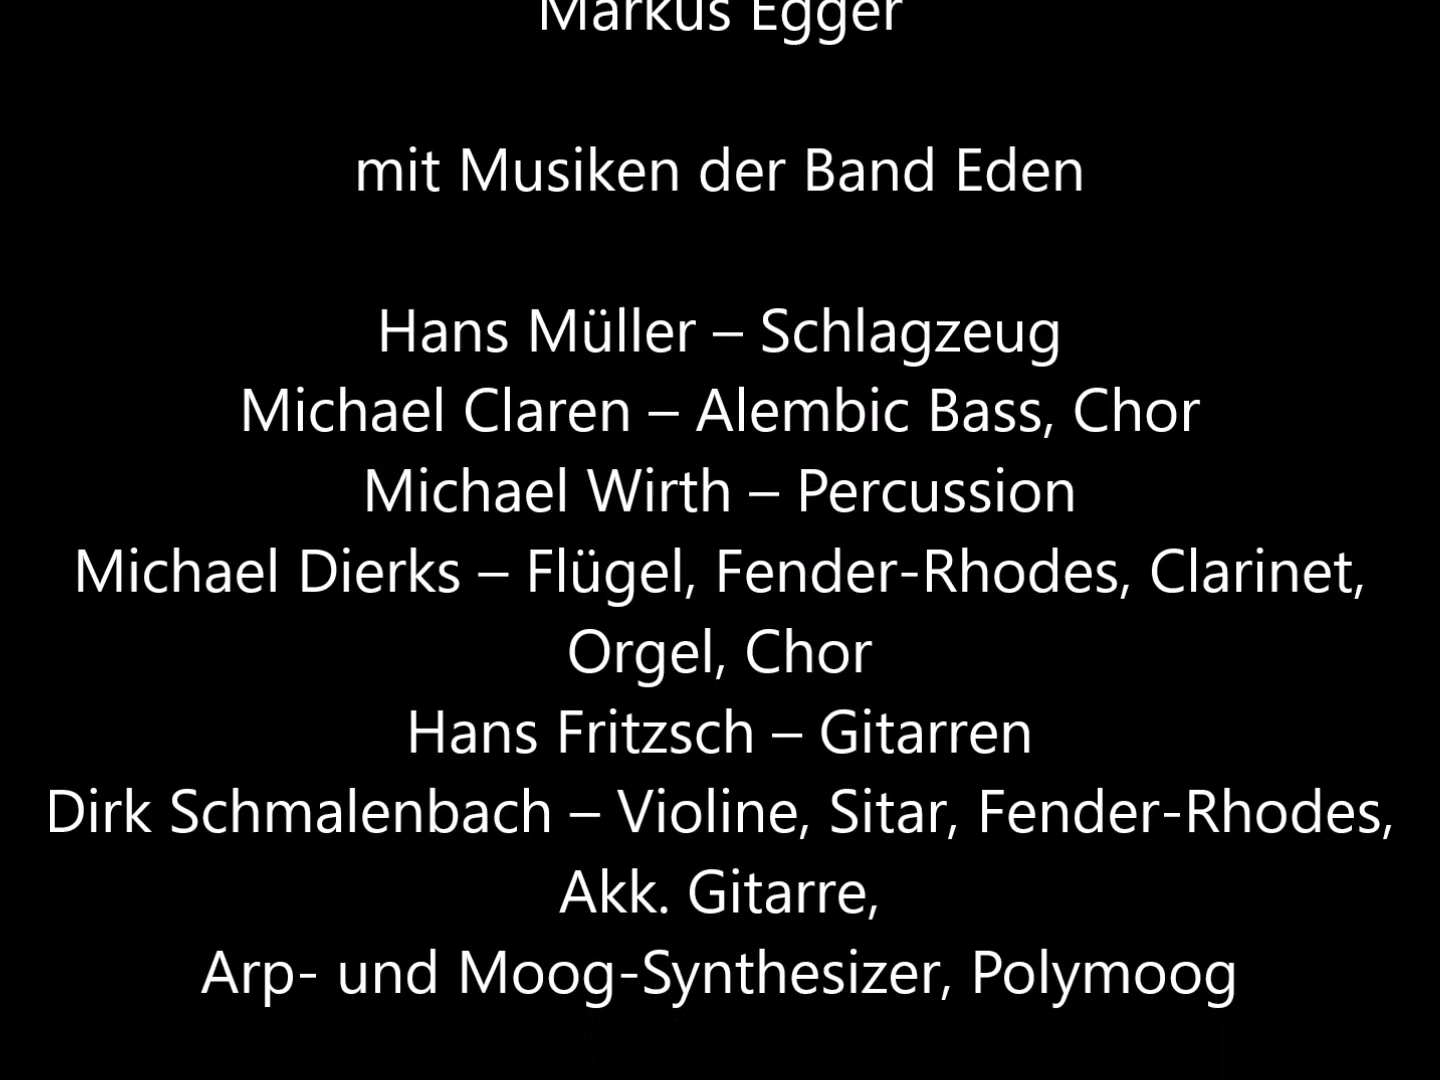 Markus Egger
mit Musiken der Band Eden
Hans Müller – Schlagzeug
Michael Claren – Alembic Bass, Chor
Michael Wirth – Percussion
Michael Dierks – Flügel, Fender-Rhodes, Clarinet,
Orgel, Chor
Hans Fritzsch – Gitarren
Dirk Schmalenbach – Violine, Sitar, Fender-Rhodes,
Akk. Gitarre,
Arp- und Moog-Synthesizer, Polymoog